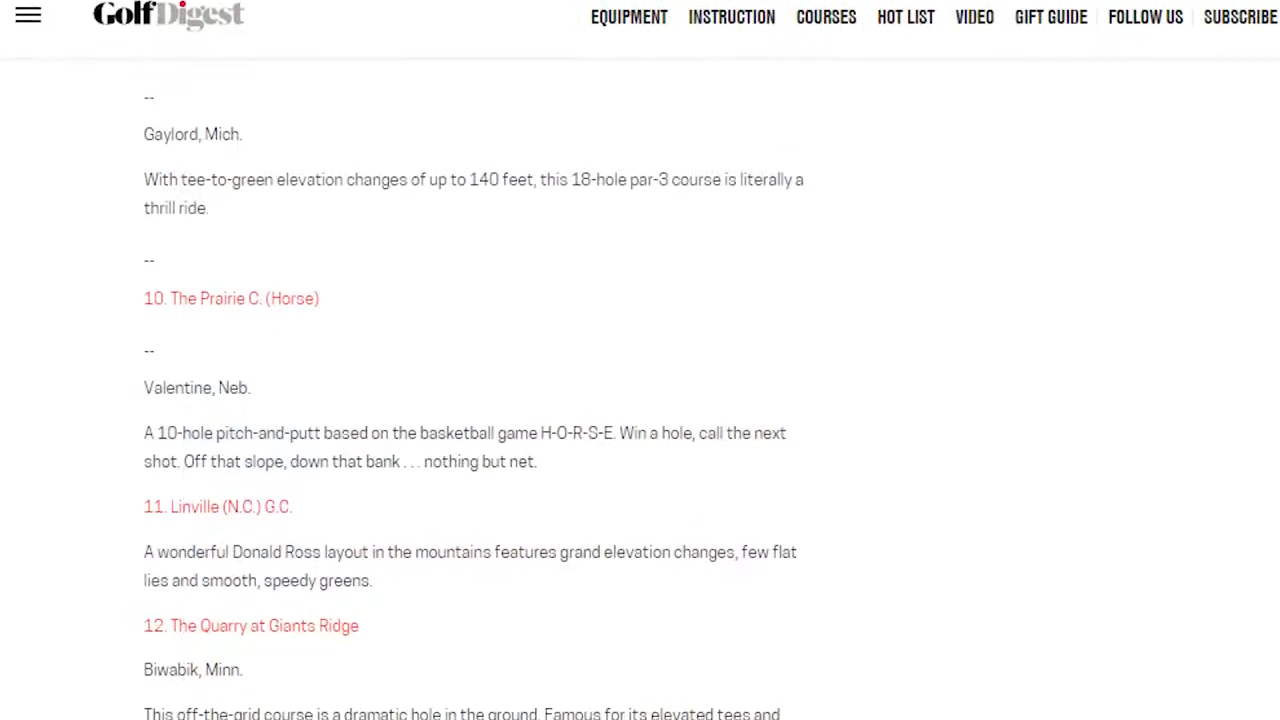 GolfDigest
EQUIPMENT INSTRUCTION COURSES HOT LIST VIDEO GIFT GUIDE FOLLOW US SUBSCRIBE
--
Gaylord, Mich.
With tee-to-green elevation changes of up to 140 feet, this 18-hole par-3 course is literally a
thrill ride.
--
10. The Prairie C. (Horse)
--
Valentine, Neb.
A 10-hole pitch-and-putt based on the basketball game H-O-R-S-E. Win a hole, call the next
shot. Off that slope, down that bank . . . nothing but net.
11. Linville (N.C.) G.C.
A wonderful Donald Ross layout in the mountains features grand elevation changes, few flat
lies and smooth, speedy greens.
12. The Quarry at Giants Ridge
Biwabik, Minn.
This off-the-grid course is a dramatic hole in the ground. Famous for its elevated tees and